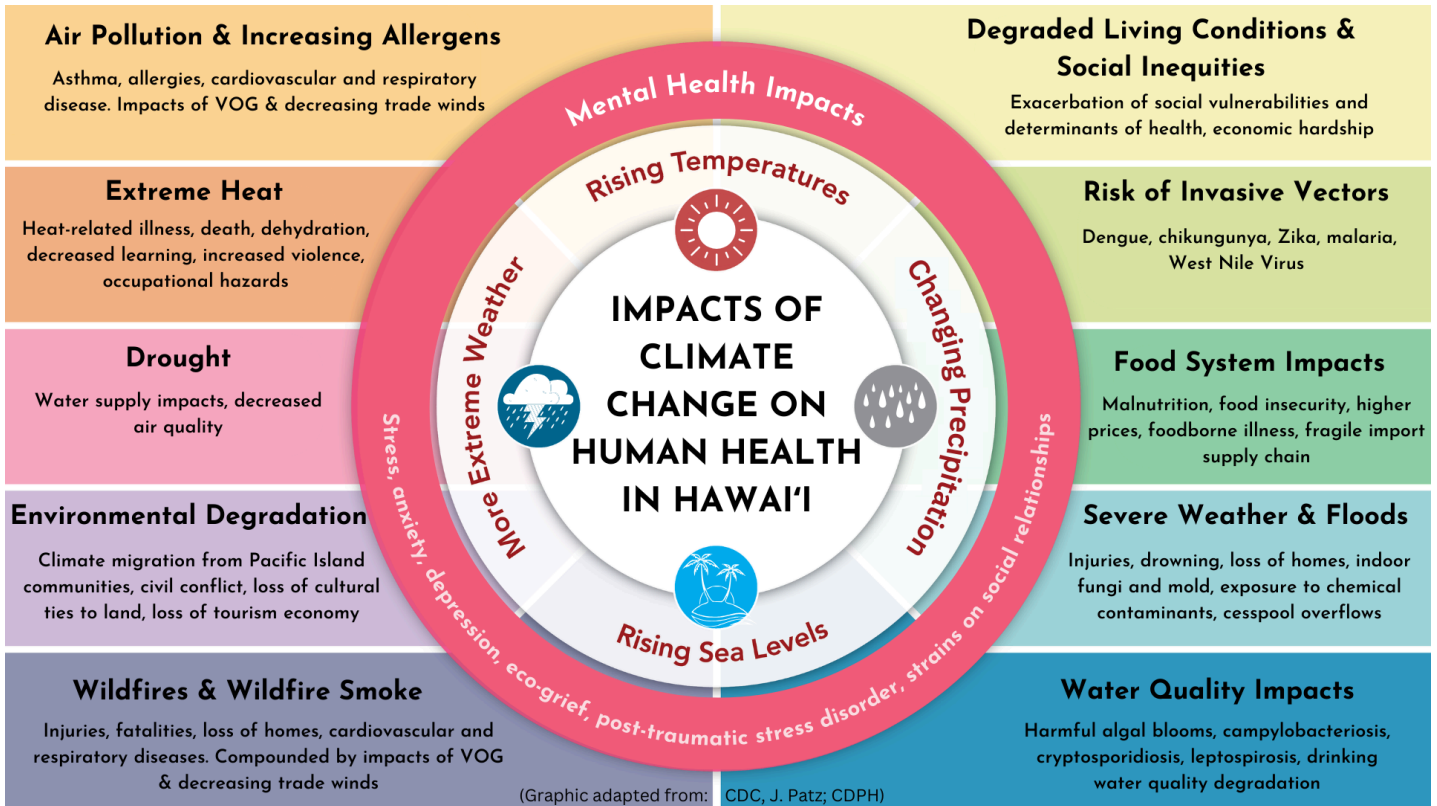 Air Pollution & Increasing Allergens
Asthma, allergies, cardiovascular and respiratory
disease. Impacts of VOG & decreasing trade winds
Extreme Heat
Heat-related illness, death, dehydration,
decreased learning, increased violence,
occupational hazards
Drought
Water supply impacts, decreased
air quality
Environmental Degradation
Climate migration from Pacific Island
communities, civil conflict, loss of cultural
ties to land, loss of tourism economy
Wildfires & Wildfire Smoke
Injuries, fatalities, loss of homes, cardiovascular and
respiratory diseases. Compounded by impacts of VOG
& decreasing trade winds
Mental Health Impacts
Rising Temperatures
More Extreme Weather
Changing Precipitation
Rising Sea Levels
IMPACTS OF
CLIMATE
CHANGE ON
HUMAN HEALTH
IN HAWAIʻI
Stress, anxiety, depression, eco-grief, post-traumatic stress disorder, strains on social relationships
Degraded Living Conditions &
Social Inequities
Exacerbation of social vulnerabilities and
determinants of health, economic hardship
Risk of Invasive Vectors
Dengue, chikungunya, Zika, malaria,
West Nile Virus
Food System Impacts
Malnutrition, food insecurity, higher
prices, foodborne illness, fragile import
supply chain
Severe Weather & Floods
Injuries, drowning, loss of homes, indoor
fungi and mold, exposure to chemical
contaminants, cesspool overflows
Water Quality Impacts
Harmful algal blooms, campylobacteriosis,
cryptosporidiosis, leptospirosis, drinking
water quality degradation
(Graphic adapted from: CDC, J. Patz; CDPH)